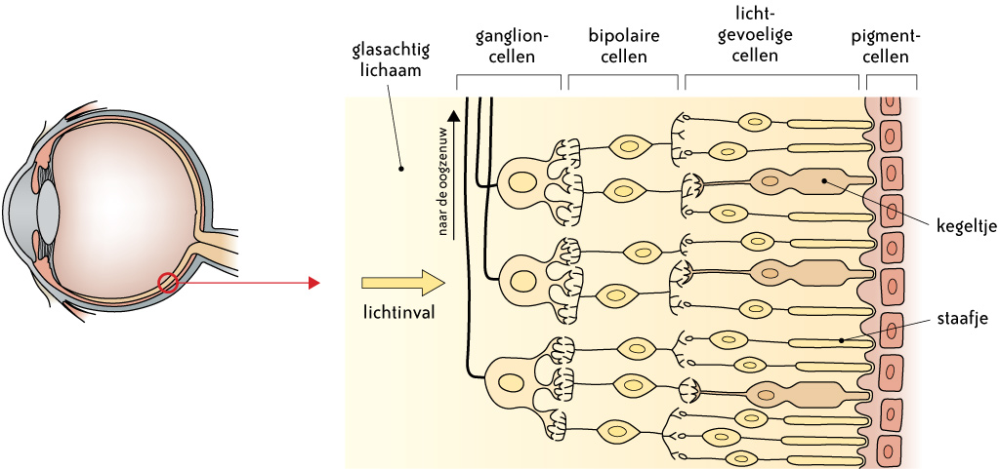 glasachtig
lichaam
ganglion-
cellen
bipolaire
cellen
licht-
gevoelige
cellen
pigment-
cellen
naar de oogzenuw
lichtinval
kegeltje
staafje